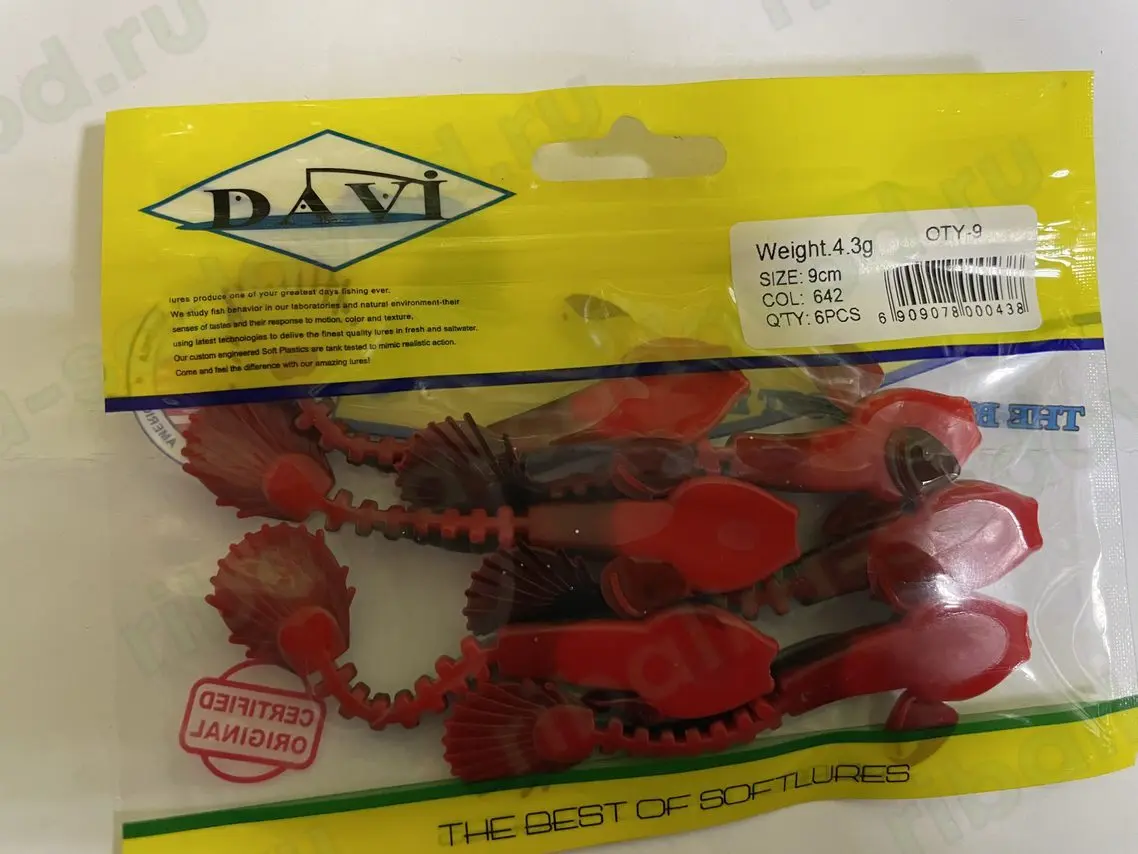 DAVİ
lures produce one of your greatest days fishing ever.
We study fish behavior in our laboratories and natural environment-their
senses of tastes and their response to motion, color and texture,
using latest technologies to delive the finest quality lures in fresh and saltwater.
Our custom engineered Soft Plastics are tank tested to mimic realistic action.
Come and feel the difference with our amazing lures!
Weight.4.3g QTY-9
SIZE: 9cm
COL: 642
Q'TY: 6PCS
6 909078 000438
THE B
AMERIC
CERTIFIED
ORIGINAL
THE BEST OF SOFTLURES